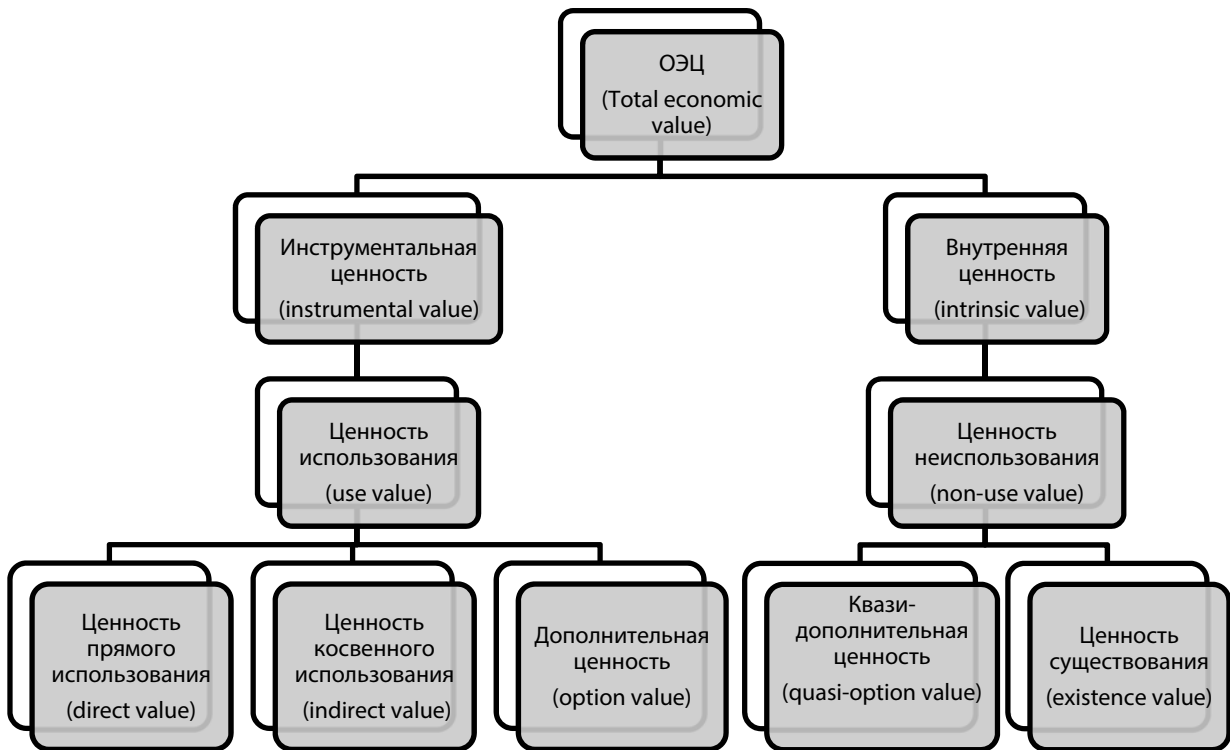 ОЭЦ
(Total economic
value)
Инструментальная
ценность
(instrumental value)
Внутренняя
ценность
(intrinsic value)
Ценность
использования
(use value)
Ценность
неиспользования
(non-use value)
Ценность
прямого
использования
(direct value)
Ценность
косвенного
использования
(indirect value)
Дополнительная
ценность
(option value)
Квази-
дополнительная
ценность
(quasi-option value)
Ценность
существования
(existence value)